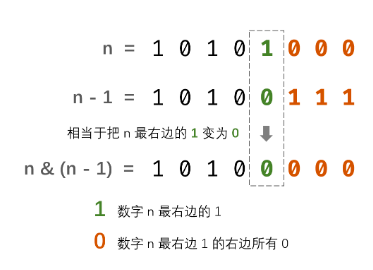 n = 1 0 1 0 1 0 0 0
n - 1 = 1 0 1 0 0 1 1 1
相当于把 n 最右边的 1 变为 0
n & (n - 1) = 1 0 1 0 0 0 0 0
1 数字 n 最右边的 1
0 数字 n 最右边 1 的右边所有 0